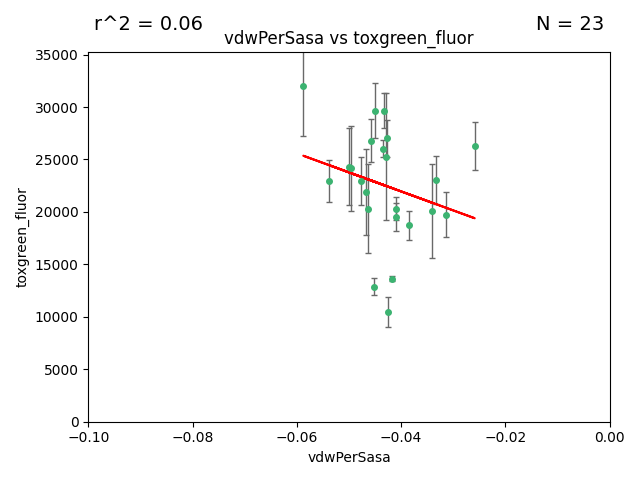 r^2 = 0.06
N = 23
vdwPerSasa vs toxgreen_fluor
35000
30000
25000
20000
15000
10000
5000
0
toxgreen_fluor
−0.10
−0.08
−0.06
−0.04
−0.02
0.00
vdwPerSasa